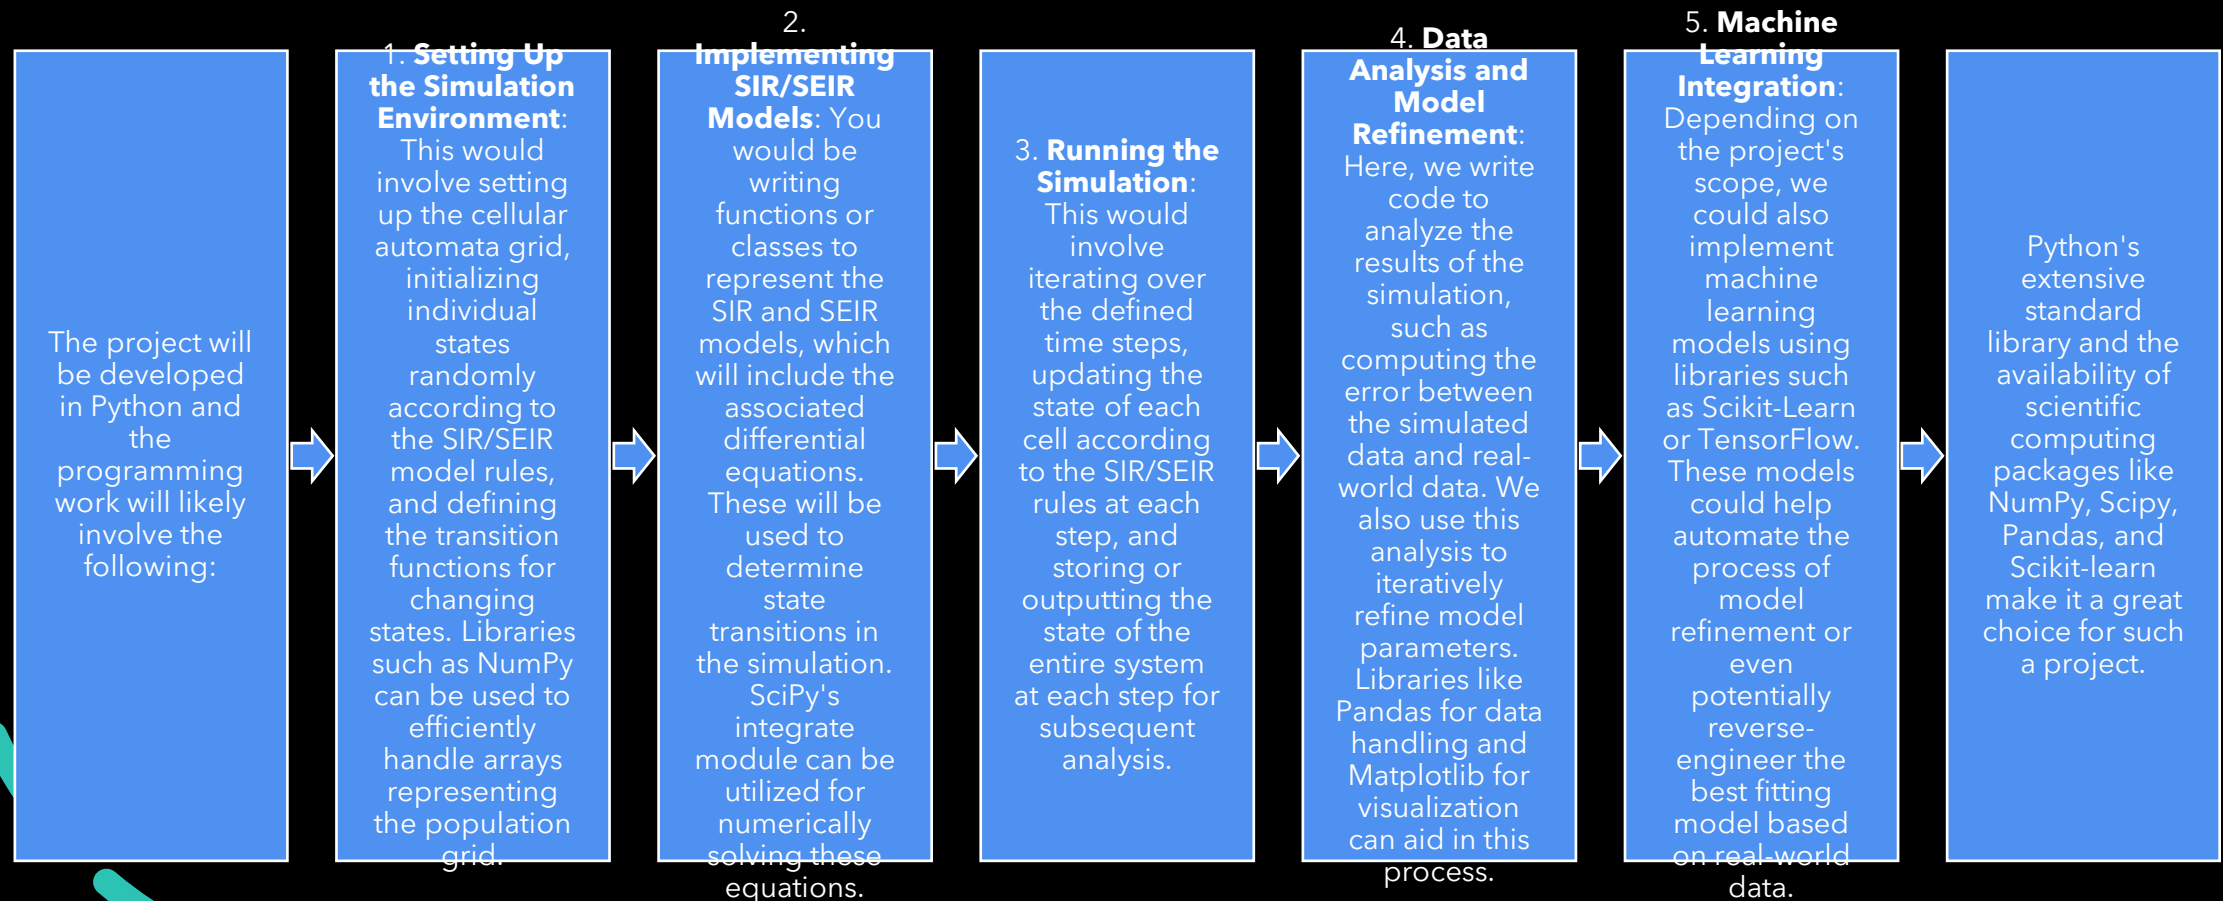 The project will
be developed
in Python and
the
programming
work will likely
involve the
following:
1. Setting Up
the Simulation
Environment:
This would
involve setting
up the cellular
automata grid,
initializing
individual
states
randomly
according to
the SIR/SEIR
model rules,
and defining
the transition
functions for
changing
states. Libraries
such as NumPy
can be used to
efficiently
handle arrays
representing
the population
grid.
2.
Implementing
SIR/SEIR
Models: You
would be
writing
functions or
classes to
represent the
SIR and SEIR
models, which
will include the
associated
differential
equations.
These will be
used to
determine
state
transitions in
the simulation.
SciPy's
integrate
module can be
utilized for
numerically
solving these
equations.
3. Running the
Simulation:
This would
involve
iterating over
the defined
time steps,
updating the
state of each
cell according
to the SIR/SEIR
rules at each
step, and
storing or
outputting the
state of the
entire system
at each step for
subsequent
analysis.
4. Data
Analysis and
Model
Refinement:
Here, we write
code to
analyze the
results of the
simulation,
such as
computing the
error between
the simulated
data and real-
world data. We
also use this
analysis to
iteratively
refine model
parameters.
Libraries like
Pandas for data
handling and
Matplotlib for
visualization
can aid in this
process.
5. Machine
Learning
Integration:
Depending on
the project's
scope, we
could also
implement
machine
learning
models using
libraries such
as Scikit-Learn
or TensorFlow.
These models
could help
automate the
process of
model
refinement or
even
potentially
reverse-
engineer the
best fitting
model based
on real-world
data.
Python's
extensive
standard
library and the
availability of
scientific
computing
packages like
NumPy, Scipy,
Pandas, and
Scikit-learn
make it a great
choice for such
a project.